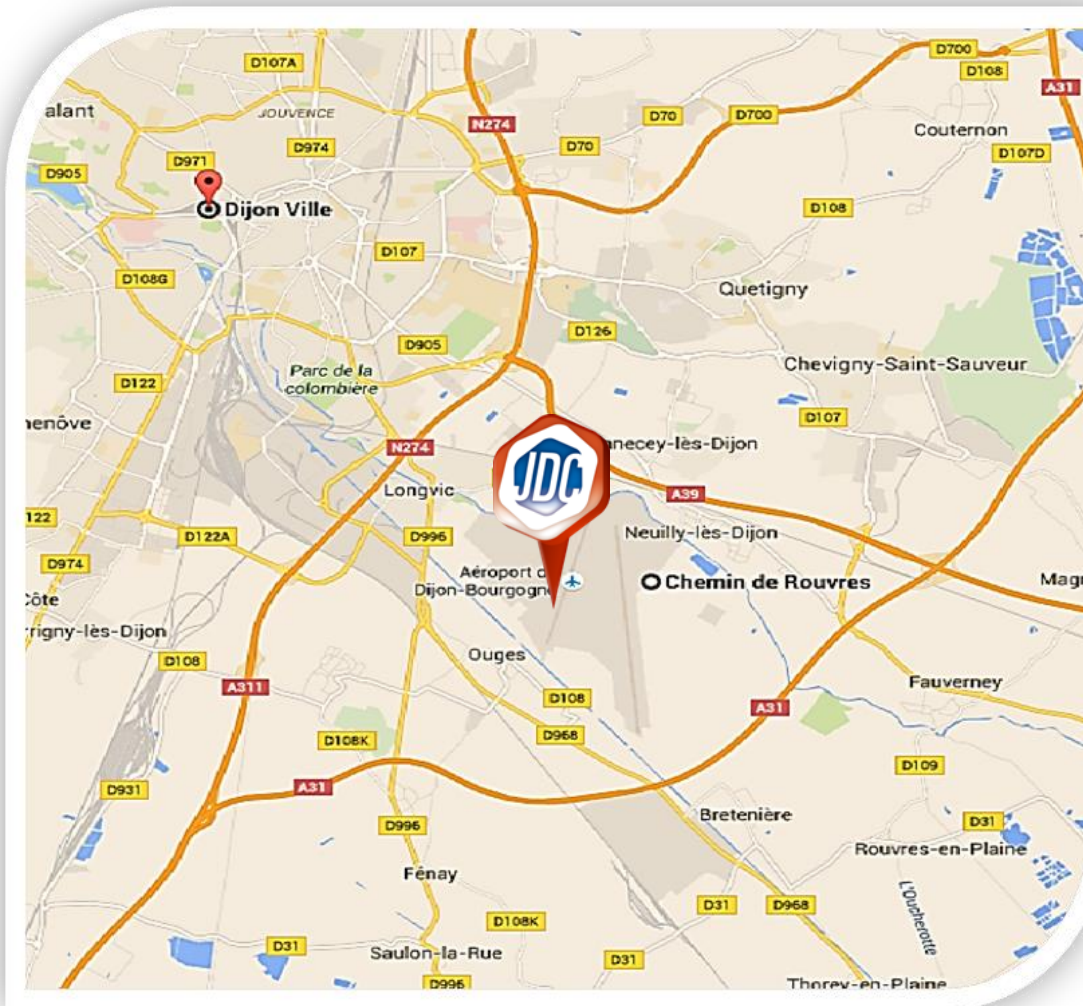 D700
D107A
D108
A31
alant
JOUVENCE
N274
D70
D700
Couternon
D974
D70
D107D
D971
D905
Dijon Ville
D108
D107
D108G
Quetigny
D126
D905
Parc de la
colombière
Chevigny-Saint-Sauveur
D122
D107
henôve
N274
nnecey-lès-Dijon
JDC
Longvic
A39
122
D122A
D996
Neuilly-lès-Dijon
D974
Aéroport d
Dijon-Bourgogne
Chemin de Rouvres
Magn
Côte
rrigny-lès-Dijon
D108
Ouges
A311
D108
Fauverney
A31
D108K
D968
D109
A31
D931
D996
Bretenière
D31
Rouvres-en-Plaine
Fénay
L'Oucherotte
D31
D968
D108K
D31
Saulon-la-Rue
D31
D996
Thorey-en-Plaine